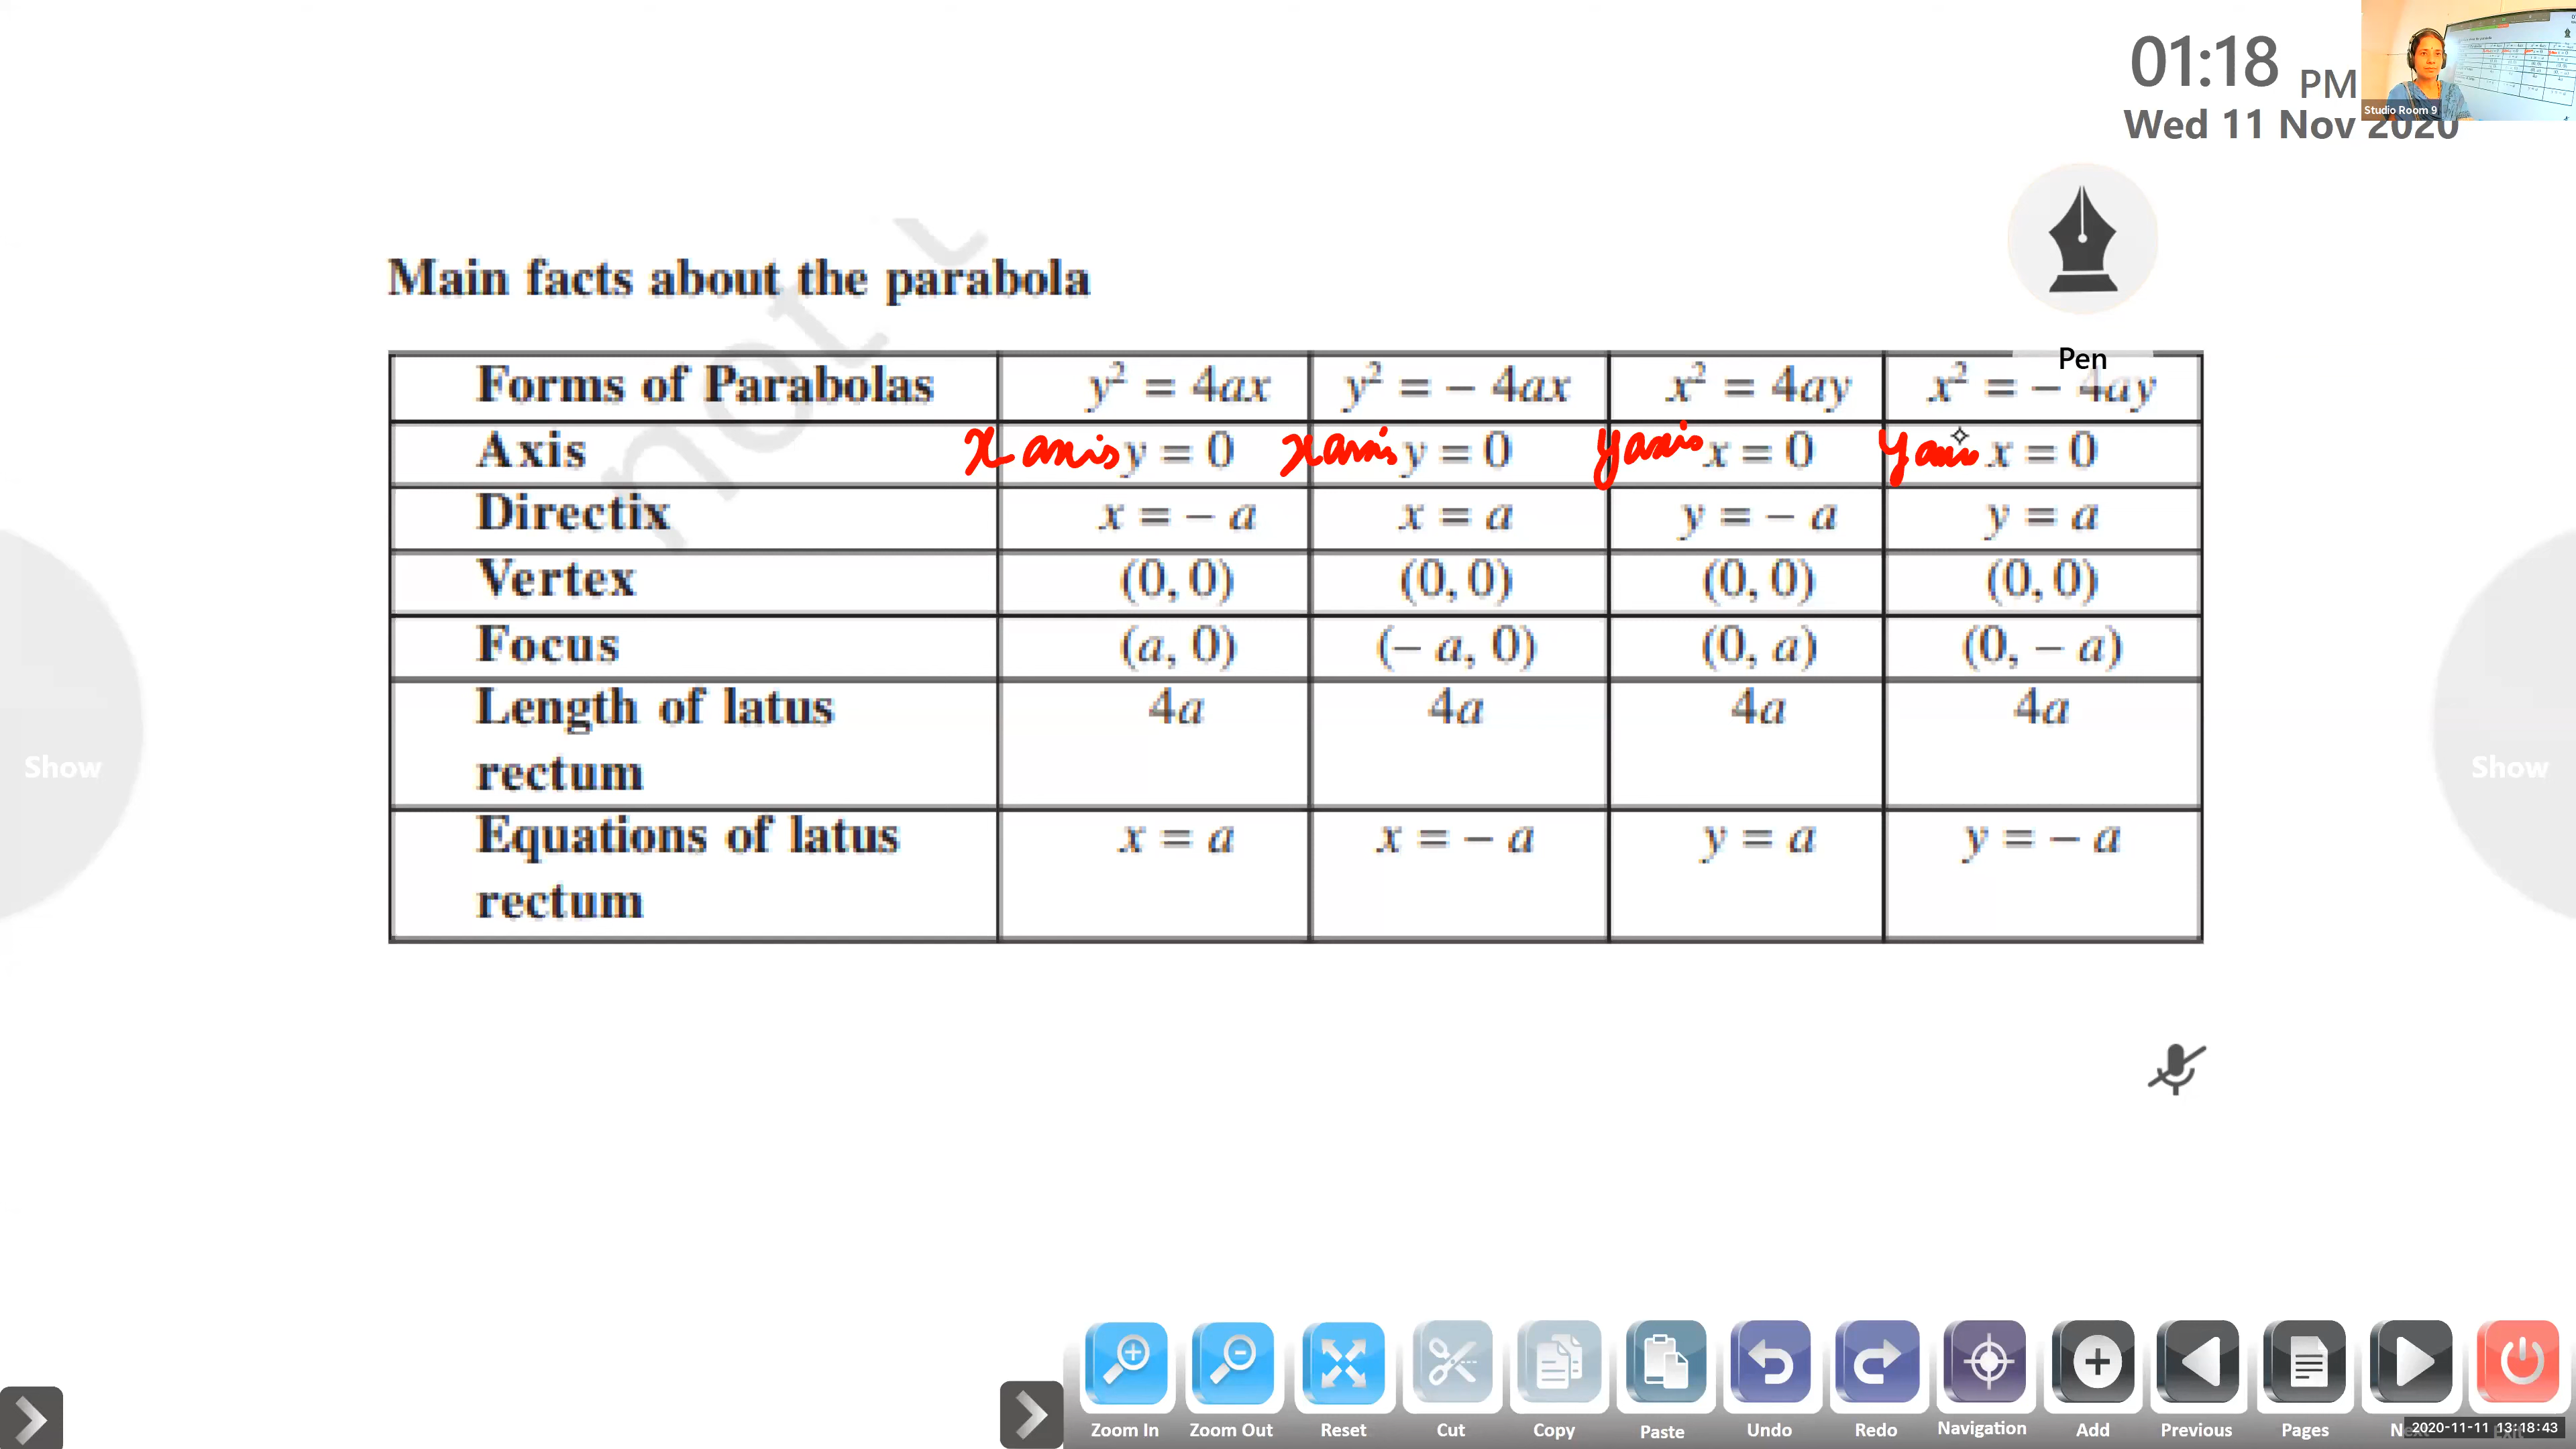 01:18 PM
Studio Room 9
Wed 11 Nov 2020
not
Main facts about the parabola
Pen
Forms of Parabolas y² = 4ax y² = – 4ax x² = 4ay x² = – 4ay
Axis x axis y = 0 x axis y = 0 y axis x = 0 y axis x = 0
Directix x = – a x = a y = – a y = a
Vertex (0, 0) (0, 0) (0, 0) (0, 0)
Focus (a, 0) (– a, 0) (0, a) (0, – a)
Length of latus 4a 4a 4a 4a
rectum
Equations of latus x = a x = – a y = a y = – a
rectum
Show Show
Zoom In Zoom Out Reset Cut Copy Paste Undo Redo Navigation Add Previous Pages
2020-11-11 13:18:43